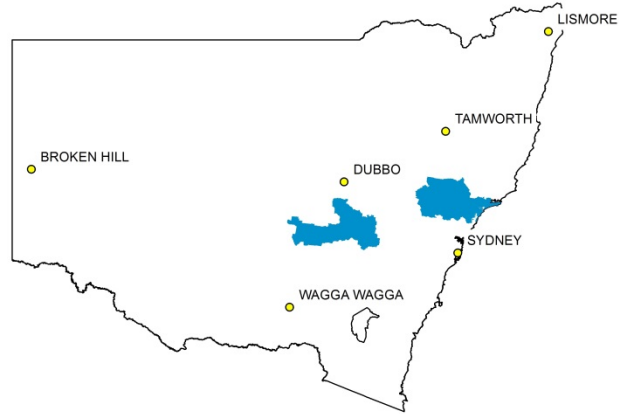 LISMORE
TAMWORTH
BROKEN HILL
DUBBO
SYDNEY
WAGGA WAGGA